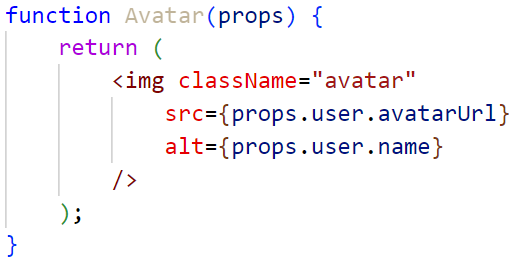 function Avatar(props) {
    return (
        <img className="avatar"
            src={props.user.avatarUrl}
            alt={props.user.name}
        />
    );
}